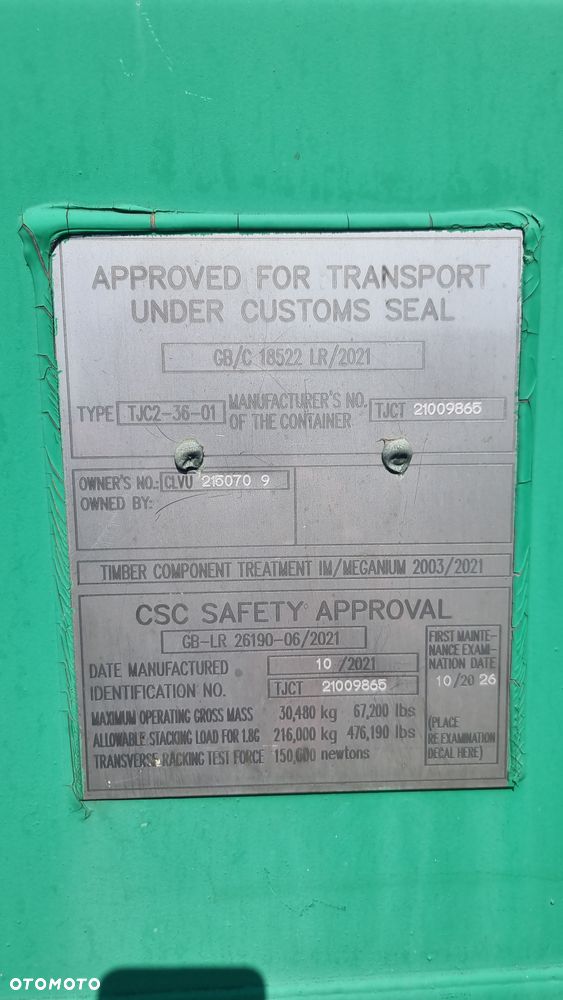 APPROVED FOR TRANSPORT
UNDER CUSTOMS SEAL
GB/C 18522 LR/2021
TYPE TJC2-36-01 MANUFACTURER'S NO. OF THE CONTAINER TJCT 21009865
OWNER'S NO.: CLVU 215070 9
OWNED BY:
TIMBER COMPONENT TREATMENT IM/MEGANIUM 2003/2021
CSC SAFETY APPROVAL
GB-LR 26190-06/2021
DATE MANUFACTURED 10/2021
IDENTIFICATION NO. TJCT 21009865
MAXIMUM OPERATING GROSS MASS 30,480 kg 67,200 lbs
ALLOWABLE STACKING LOAD FOR 1.8G 216,000 kg 476,190 lbs
TRANSVERSE RACKING TEST FORCE 150,000 newtons
FIRST MAINTE-
NANCE EXAMI-
NATION DATE
10/2026
(PLACE
RE EXAMINATION
DECAL HERE)
OTOMOTO